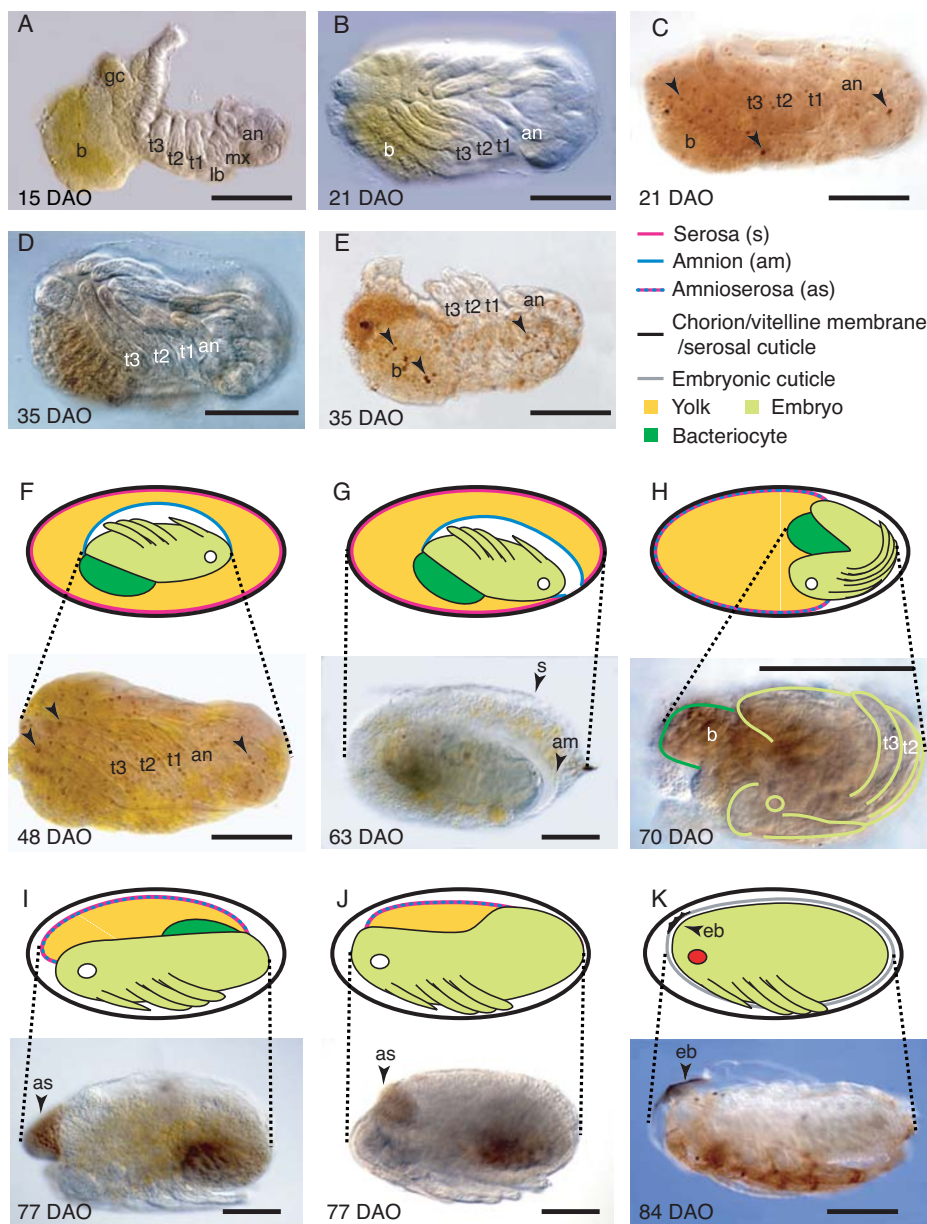 A
gc
b
t3
t2
t1
lb
mx
an
15 DAO
B
b
t3
t2
t1
an
21 DAO
C
t3
t2
t1
an
b
21 DAO
D
t3
t2
t1
an
35 DAO
E
t3
t2
t1
an
b
35 DAO
Serosa (s)
Amnion (am)
Amnioserosa (as)
Chorion/vitelline membrane
/serosal cuticle
Embryonic cuticle
Yolk
Embryo
Bacteriocyte
F
t3
t2
t1
an
48 DAO
G
s
am
63 DAO
H
b
t3
t2
70 DAO
I
as
77 DAO
J
as
77 DAO
K
eb
eb
84 DAO